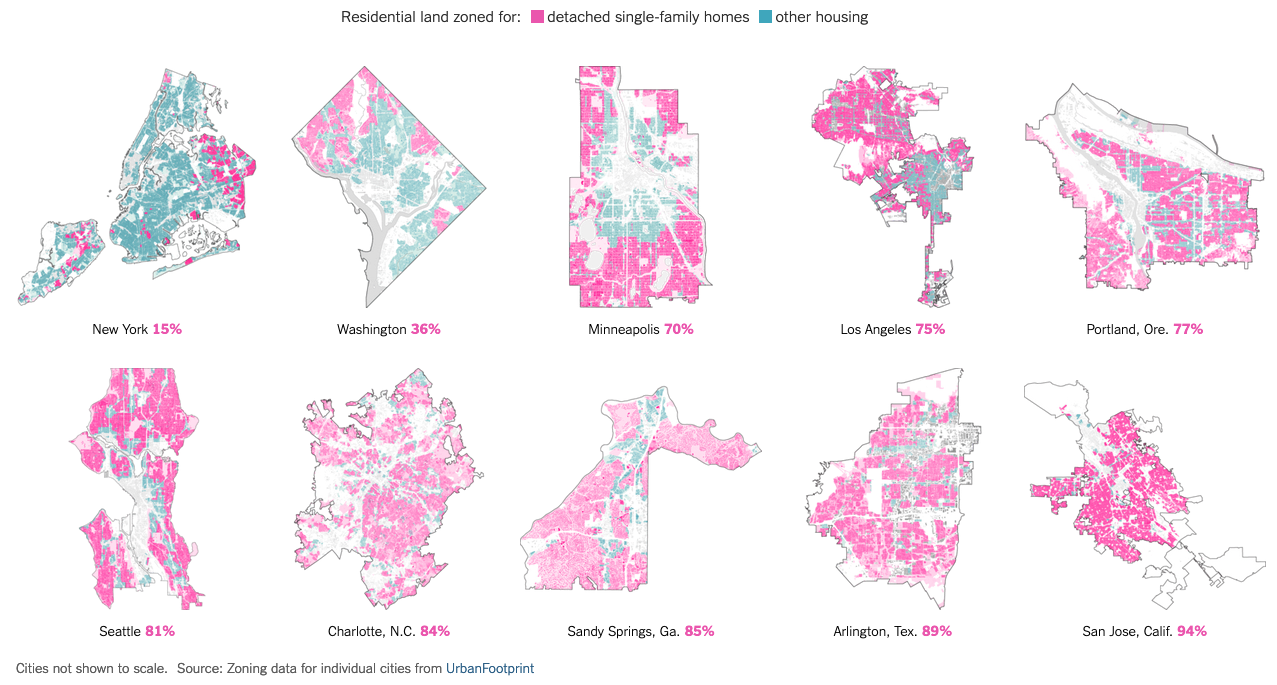 Residential land zoned for: detached single-family homes other housing
New York 15%
Washington 36%
Minneapolis 70%
Los Angeles 75%
Portland, Ore. 77%
Seattle 81%
Charlotte, N.C. 84%
Sandy Springs, Ga. 85%
Arlington, Tex. 89%
San Jose, Calif. 94%
Cities not shown to scale. Source: Zoning data for individual cities from UrbanFootprint